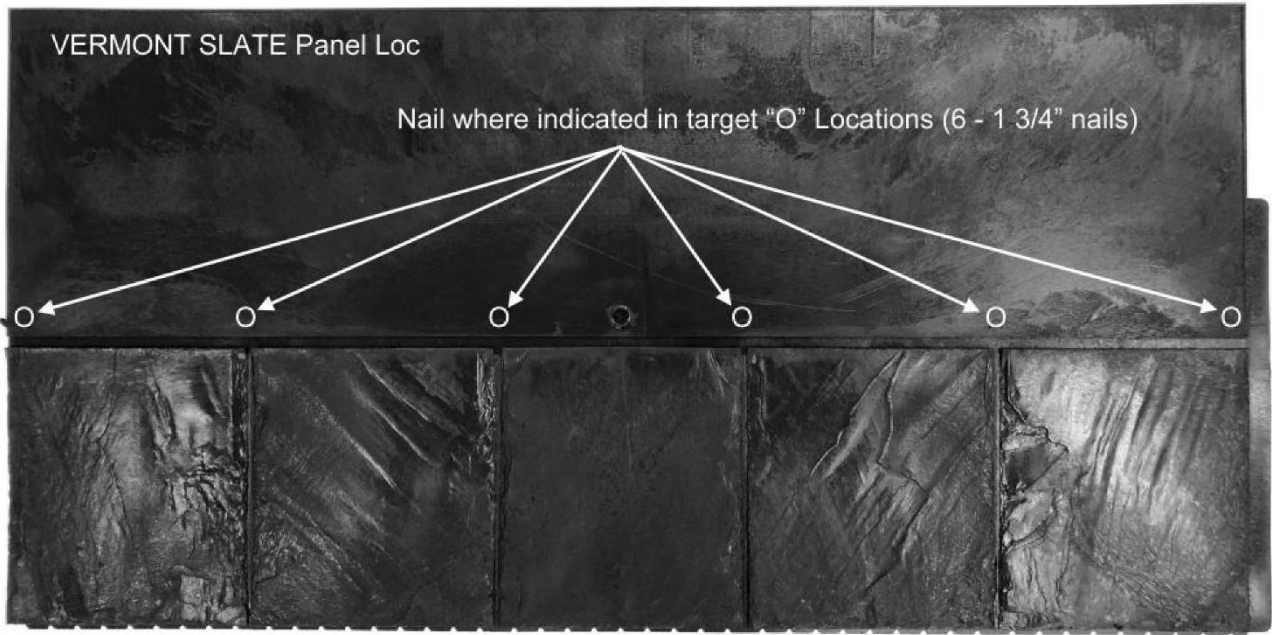 VERMONT SLATE Panel Loc
Nail where indicated in target “O” Locations (6 - 1 3/4” nails)
O O O O O O